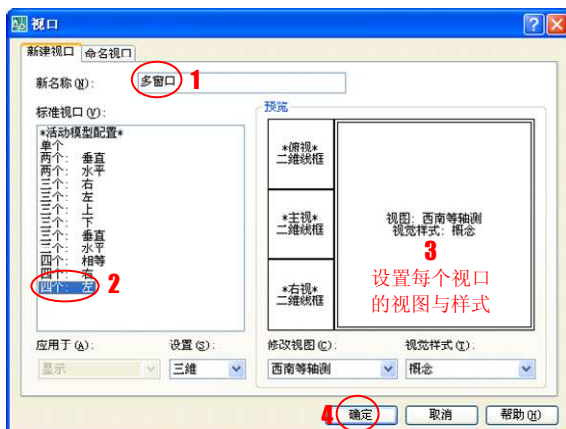 视口
新建视口 命名视口
新名称(N): 多窗口 1
标准视口(V):
*活动模型配置*
单个
两个: 垂直
两个: 水平
三个: 右
三个: 左
三个: 上
三个: 下
三个: 垂直
三个: 水平
四个: 相等
四个: 右
四个: 左 2
预览
*俯视*
二维线框
*主视*
二维线框
*右视*
二维线框
视图: 西南等轴测
视觉样式: 概念
3
设置每个视口
的视图与样式
应用于(A): 设置(S): 修改视图(C): 视觉样式(T):
显示 三维 西南等轴测 概念
4 确定 取消 帮助(H)